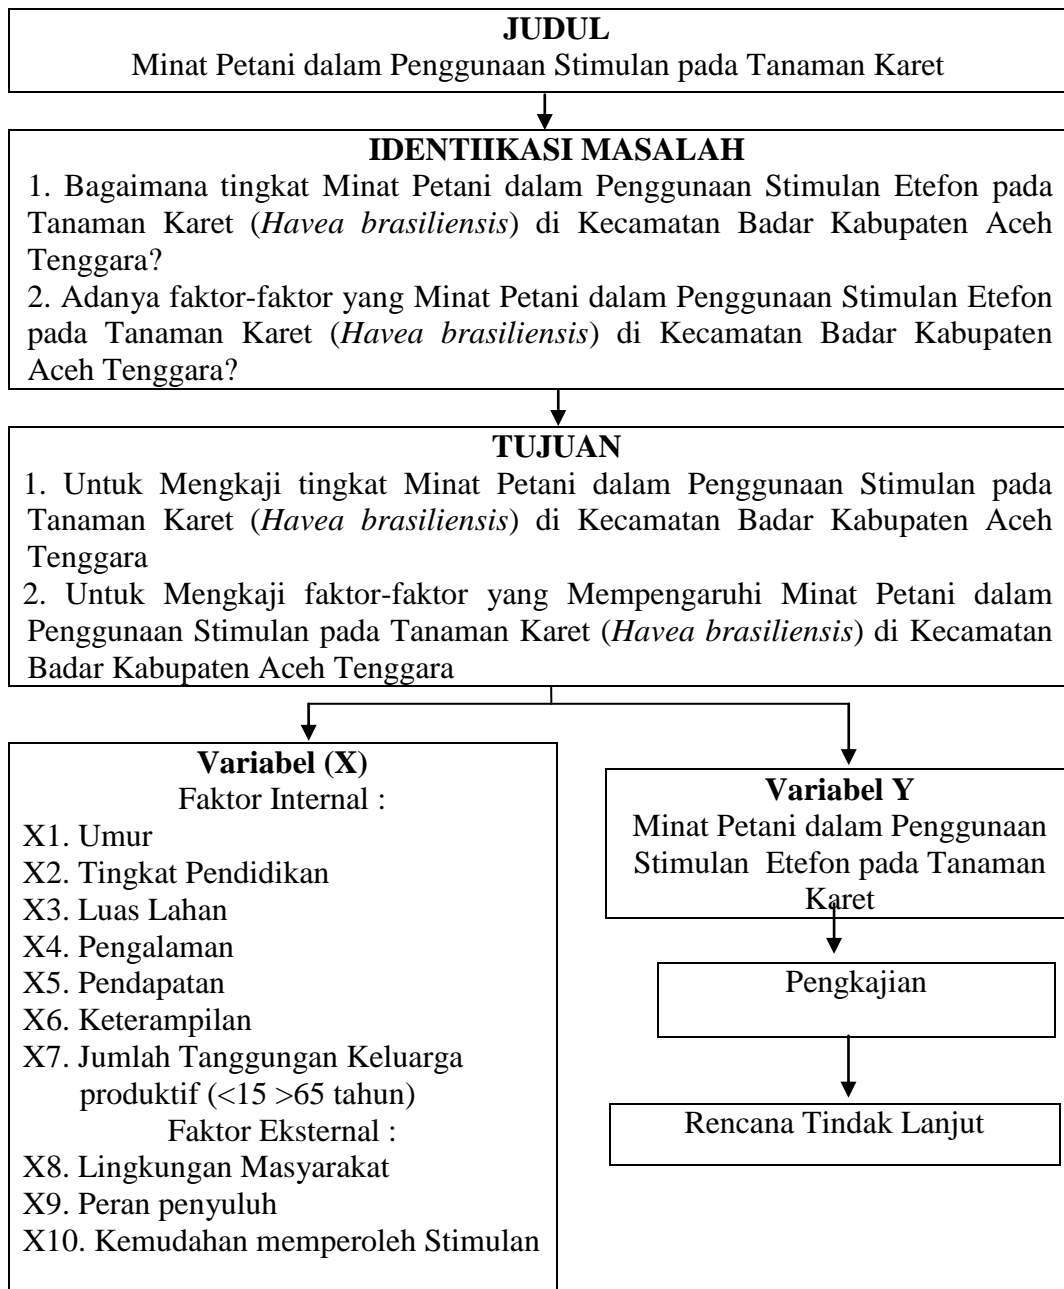 JUDUL
Minat Petani dalam Penggunaan Stimulan pada Tanaman Karet
IDENTIIKASI MASALAH
1. Bagaimana tingkat Minat Petani dalam Penggunaan Stimulan Etefon pada
Tanaman Karet (Havea brasiliensis) di Kecamatan Badar Kabupaten Aceh
Tenggara?
2. Adanya faktor-faktor yang Minat Petani dalam Penggunaan Stimulan Etefon
pada Tanaman Karet (Havea brasiliensis) di Kecamatan Badar Kabupaten
Aceh Tenggara?
TUJUAN
1. Untuk Mengkaji tingkat Minat Petani dalam Penggunaan Stimulan pada
Tanaman Karet (Havea brasiliensis) di Kecamatan Badar Kabupaten Aceh
Tenggara
2. Untuk Mengkaji faktor-faktor yang Mempengaruhi Minat Petani dalam
Penggunaan Stimulan pada Tanaman Karet (Havea brasiliensis) di Kecamatan
Badar Kabupaten Aceh Tenggara
Variabel (X)
Faktor Internal :
X1. Umur
X2. Tingkat Pendidikan
X3. Luas Lahan
X4. Pengalaman
X5. Pendapatan
X6. Keterampilan
X7. Jumlah Tanggungan Keluarga
produktif (<15 >65 tahun)
Faktor Eksternal :
X8. Lingkungan Masyarakat
X9. Peran penyuluh
X10. Kemudahan memperoleh Stimulan
Variabel Y
Minat Petani dalam Penggunaan
Stimulan Etefon pada Tanaman
Karet
Pengkajian
Rencana Tindak Lanjut